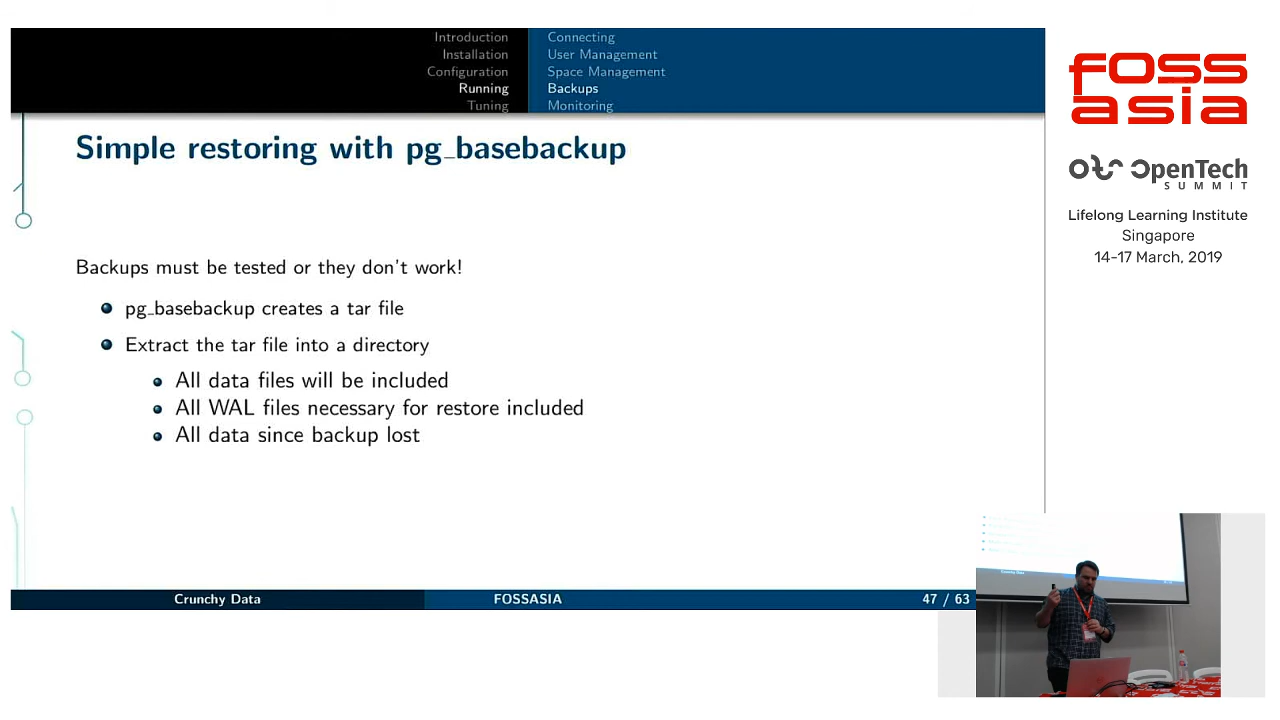 Introduction
Installation
Configuration
Running
Tuning
Connecting
User Management
Space Management
Backups
Monitoring
Simple restoring with pg_basebackup
Backups must be tested or they don't work!
pg_basebackup creates a tar file
Extract the tar file into a directory
All data files will be included
All WAL files necessary for restore included
All data since backup lost
Crunchy Data
FOSSASIA
47 / 63
FOSS
asia
OpenTech
SUMMIT
Lifelong Learning Institute
Singapore
14-17 March, 2019